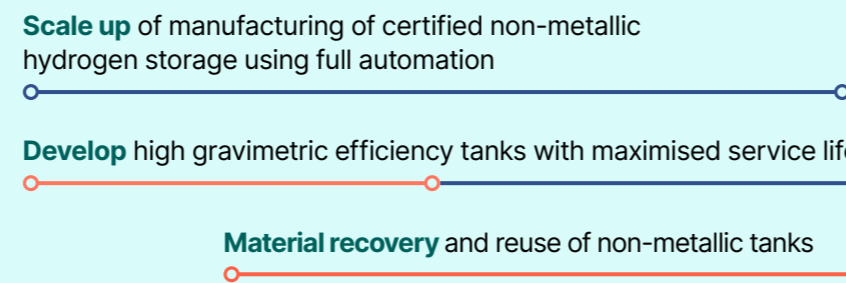 Scale up of manufacturing of certified non-metallic
hydrogen storage using full automation
Develop high gravimetric efficiency tanks with maximised service
Material recovery and reuse of non-metallic tanks